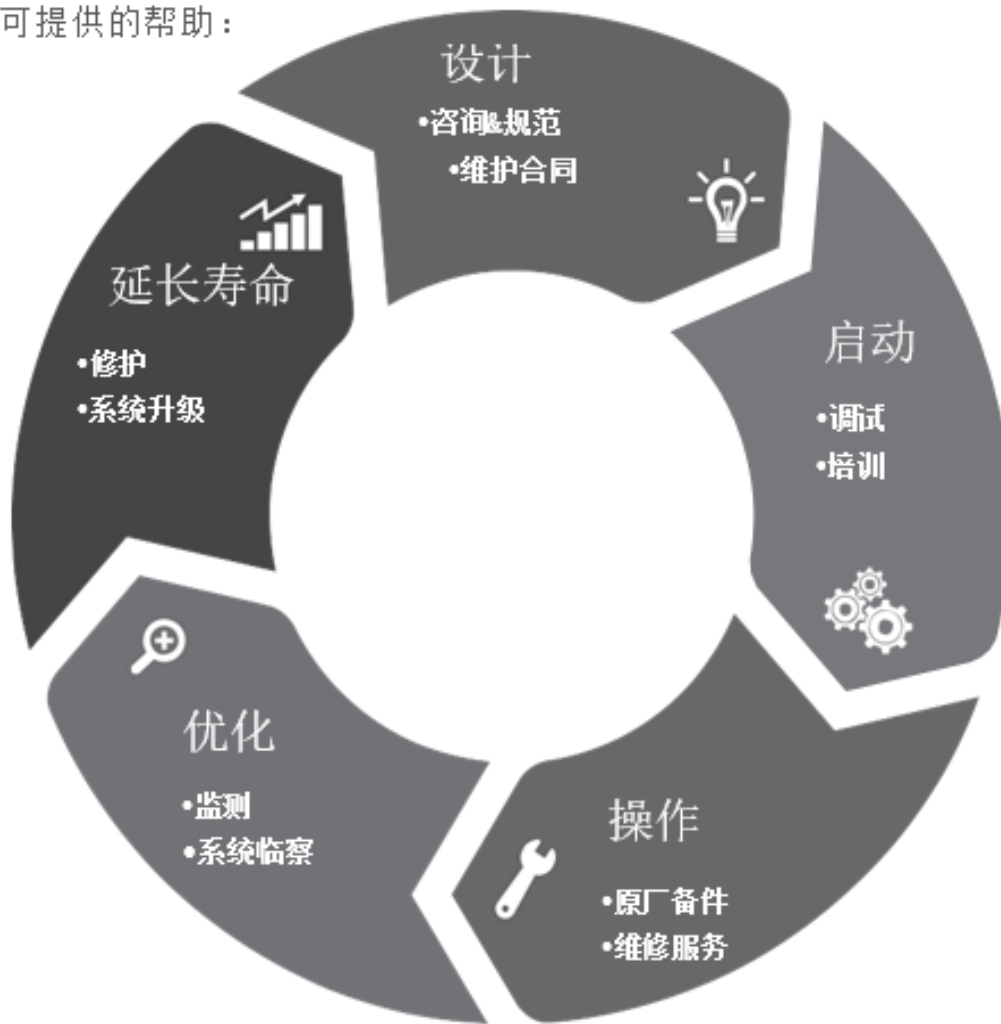 可提供的帮助：
设计
•咨询&规范
•维护合同
启动
•调试
•培训
操作
•原厂备件
•维修服务
优化
•监测
•系统临察
延长寿命
•修护
•系统升级